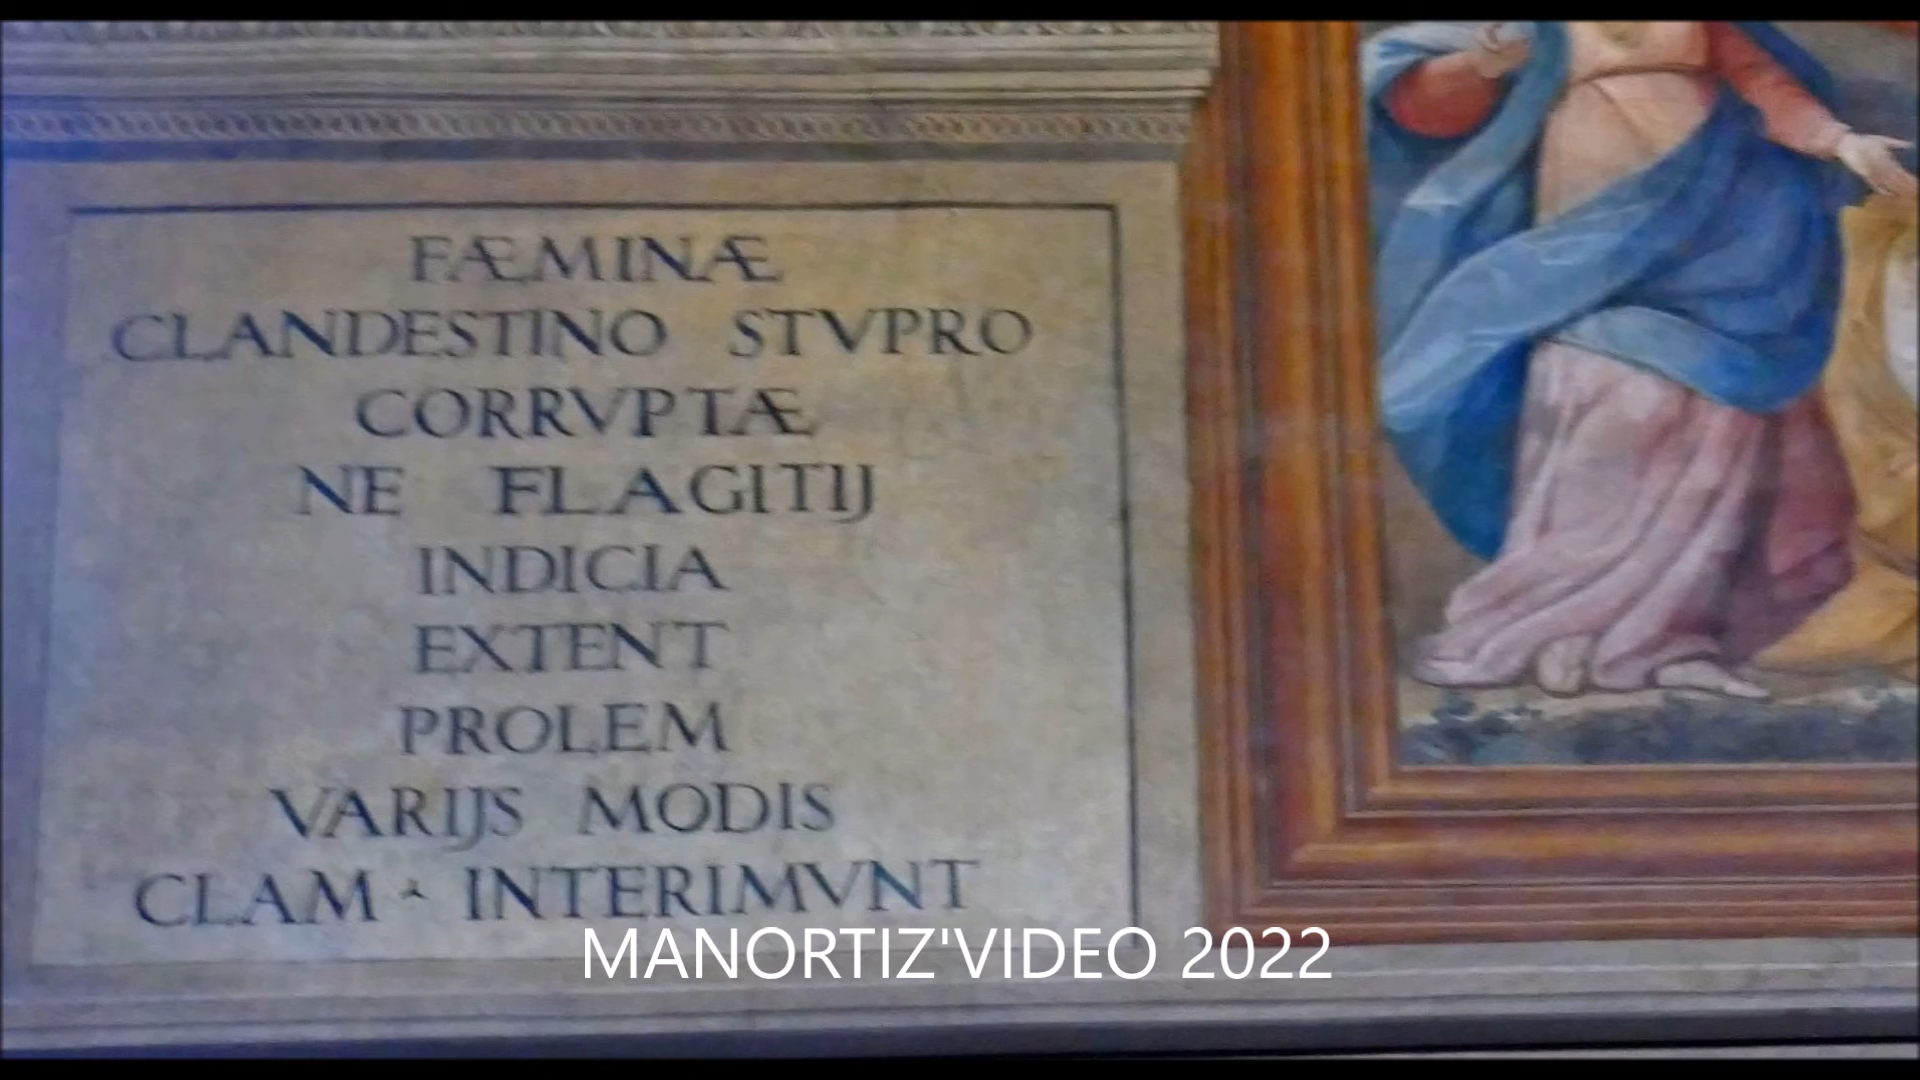 FÆMINÆ
CLANDESTINO STVPRO
CORRVPTÆ
NE FLAGITIJ
INDICIA
EXTENT
PROLEM
VARIJS MODIS
CLAM · INTERIMVNT
MANORTIZ'VIDEO 2022